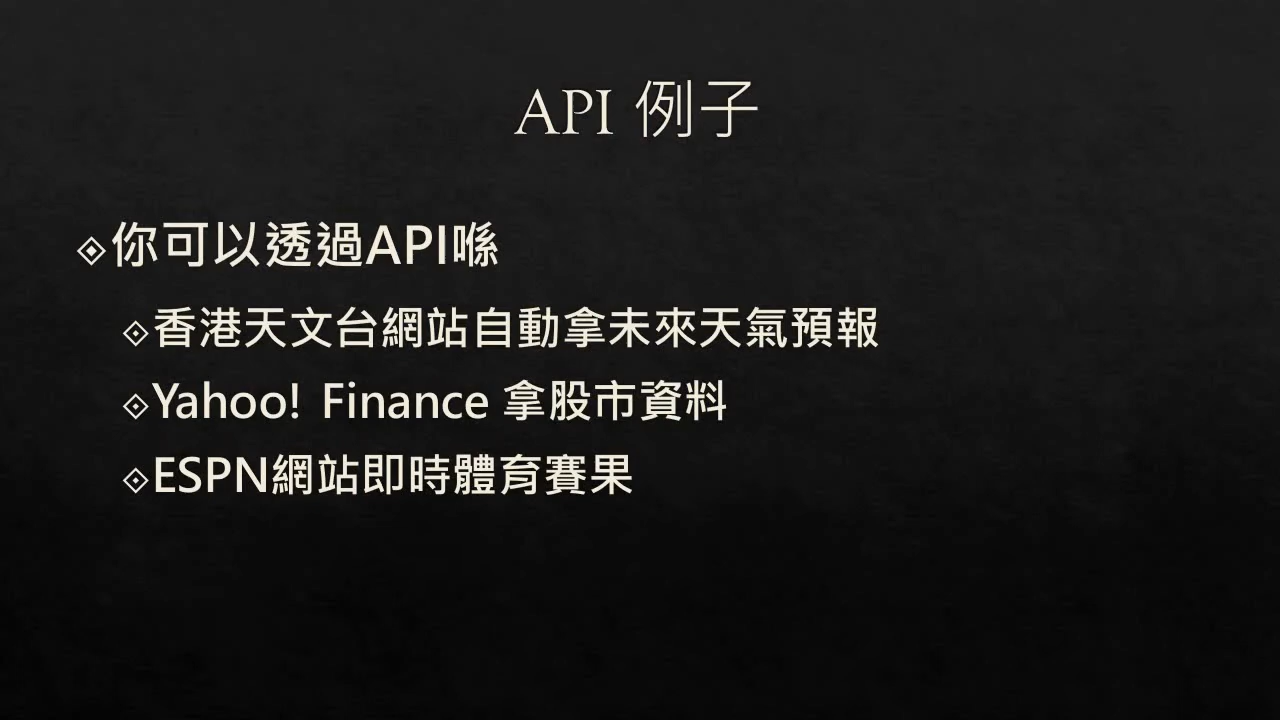 API 例子
你可以透過API喺
香港天文台網站自動拿未來天氣預報
Yahoo! Finance 拿股市資料
ESPN網站即時體育賽果